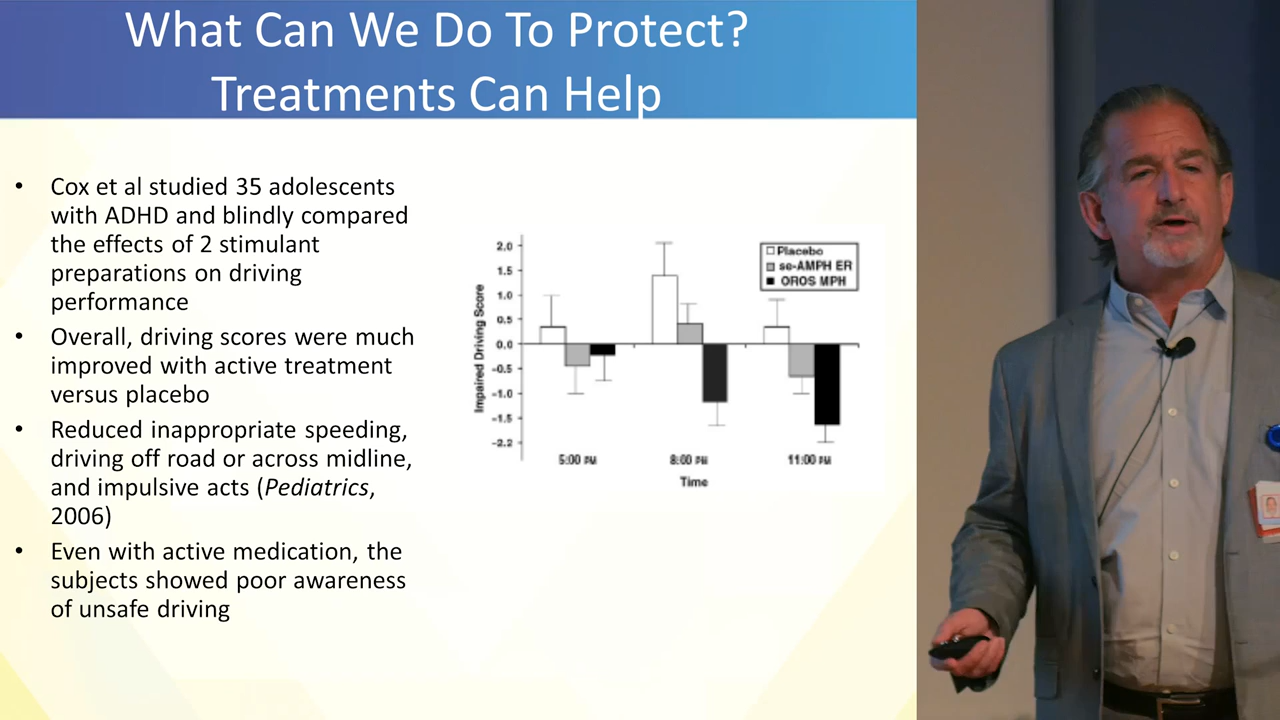 What Can We Do To Protect?
Treatments Can Help
• Cox et al studied 35 adolescents
with ADHD and blindly compared
the effects of 2 stimulant
preparations on driving
performance
• Overall, driving scores were much
improved with active treatment
versus placebo
• Reduced inappropriate speeding,
driving off road or across midline,
and impulsive acts (Pediatrics,
2006)
• Even with active medication, the
subjects showed poor awareness
of unsafe driving
Impaired Driving Score
2.0
1.5
1.0
0.5
0.0
−0.5
−1.0
−1.5
−2.2
Placebo
se-AMPH ER
OROS MPH
5:00 PM
8:00 PM
11:00 PM
Time